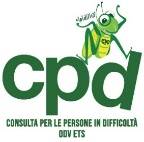 cpd
CONSULTA PER LE PERSONE IN DIFFICOLTÀ
ODV ETS